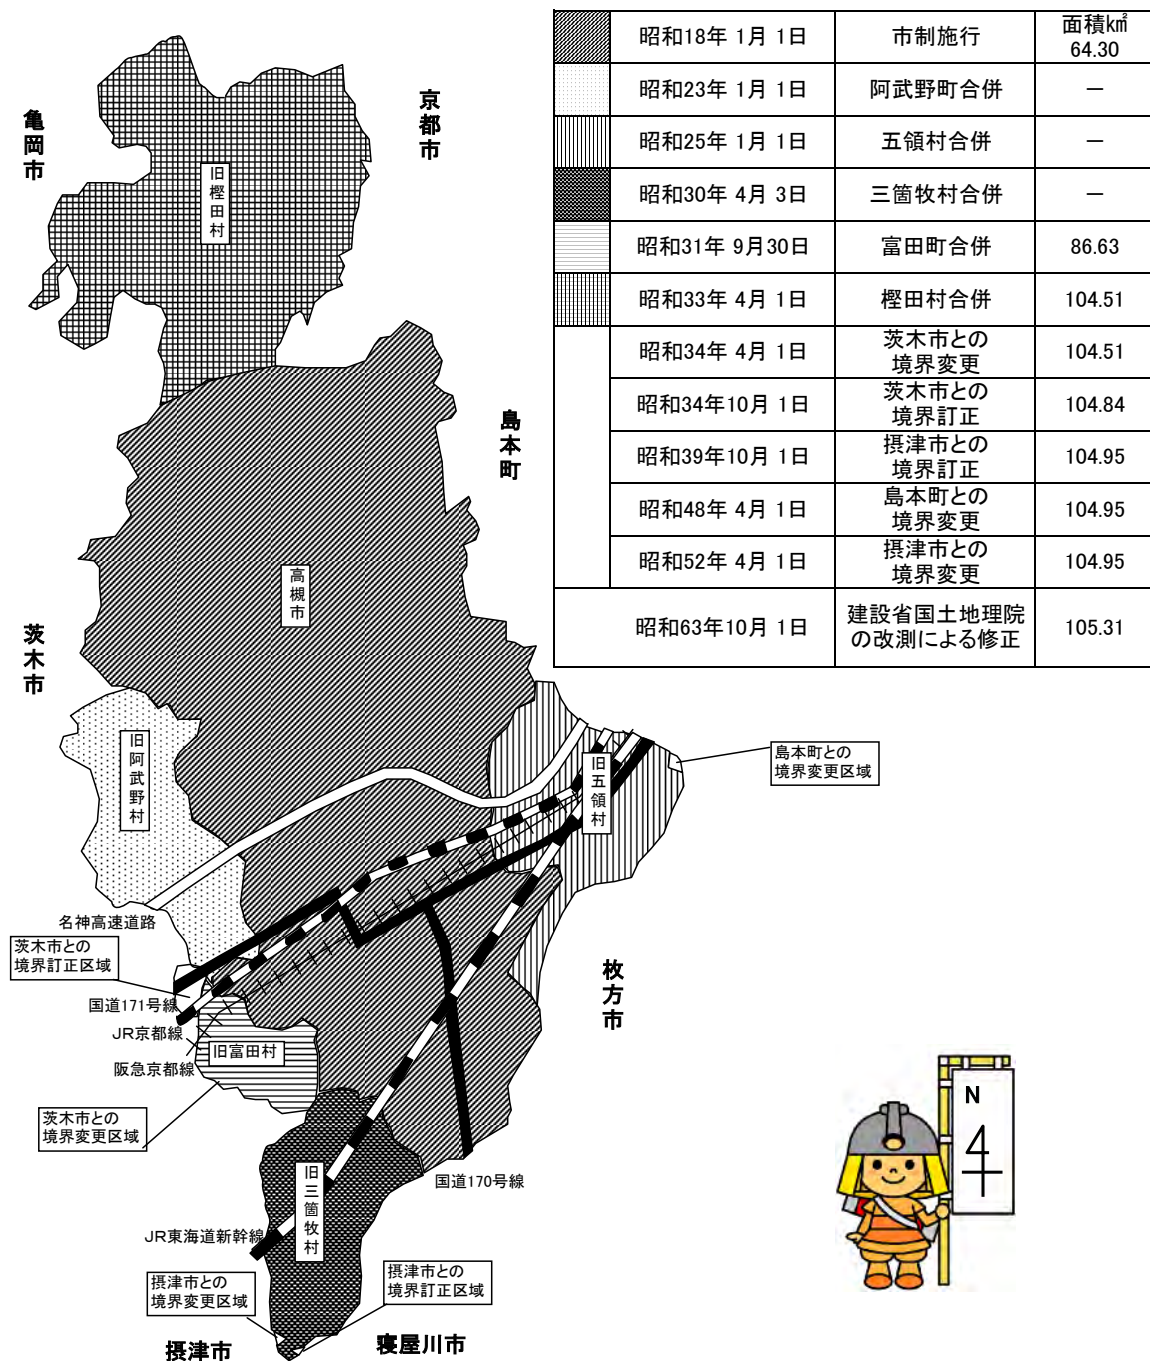 昭和18年 1月 1日 市制施行 面積k㎡
64.30
昭和23年 1月 1日 阿武野町合併 －
昭和25年 1月 1日 五領村合併 －
昭和30年 4月 3日 三箇牧村合併 －
昭和31年 9月30日 富田町合併 86.63
昭和33年 4月 1日 樫田村合併 104.51
昭和34年 4月 1日 茨木市との
境界変更 104.51
昭和34年10月 1日 茨木市との
境界訂正 104.84
昭和39年10月 1日 摂津市との
境界訂正 104.95
昭和48年 4月 1日 島本町との
境界変更 104.95
昭和52年 4月 1日 摂津市との
境界変更 104.95
昭和63年10月 1日 建設省国土地理院
の改測による修正 105.31
亀岡市
京都市
旧樫田村
島本町
高槻市
茨木市
旧阿武野村
旧五領村
島本町との
境界変更区域
名神高速道路
茨木市との
境界訂正区域
国道171号線
JR京都線
阪急京都線
旧富田村
枚方市
茨木市との
境界変更区域
国道170号線
旧三箇牧村
JR東海道新幹線
摂津市との
境界変更区域
摂津市との
境界訂正区域
摂津市
寝屋川市
N